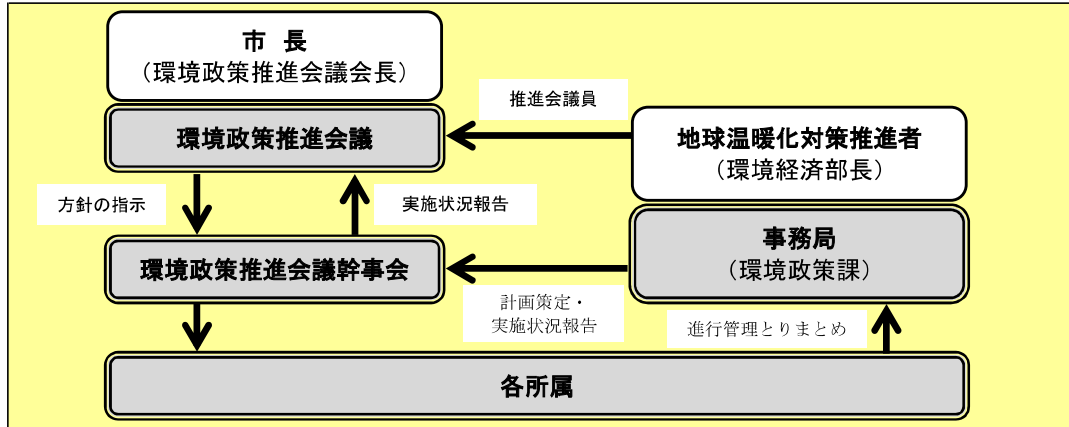 市 長
（環境政策推進会議会長）
環境政策推進会議
推進会議員
地球温暖化対策推進者
（環境経済部長）
方針の指示
実施状況報告
事務局
（環境政策課）
環境政策推進会議幹事会
計画策定・
実施状況報告
進行管理とりまとめ
各所属